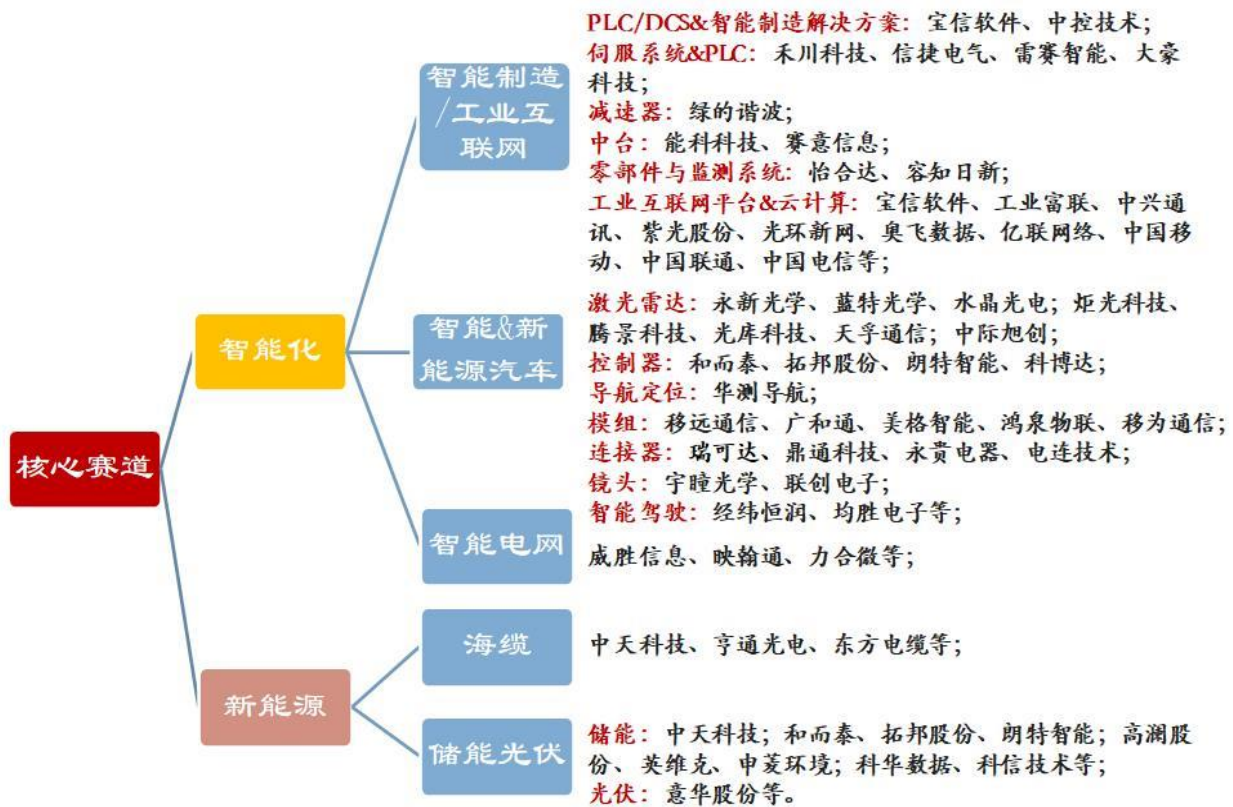 核心赛道
智能化
新能源
智能制造
/工业互
联网
PLC/DCS&智能制造解决方案：宝信软件、中控技术；
伺服系统&PLC：禾川科技、信捷电气、雷赛智能、大豪
科技；
减速器：绿的谐波；
中台：能科科技、赛意信息；
零部件与监测系统：怡合达、容知日新；
工业互联网平台&云计算：宝信软件、工业富联、中兴通
讯、紫光股份、光环新网、奥飞数据、亿联网络、中国移
动、中国联通、中国电信等；
智能&新
能源汽车
激光雷达：永新光学、蓝特光学、水晶光电；炬光科技、
腾景科技、光库科技、天孚通信；中际旭创；
控制器：和而泰、拓邦股份、朗特智能、科博达；
导航定位：华测导航；
模组：移远通信、广和通、美格智能、鸿泉物联、移为通信；
连接器：瑞可达、鼎通科技、永贵电器、电连技术；
镜头：宇瞳光学、联创电子；
智能驾驶：经纬恒润、均胜电子等；
智能电网
威胜信息、映翰通、力合微等；
海缆
中天科技、亨通光电、东方电缆等；
储能光伏
储能：中天科技；和而泰、拓邦股份、朗特智能；高澜股
份、英维克、申菱环境；科华数据、科信技术等；
光伏：意华股份等。